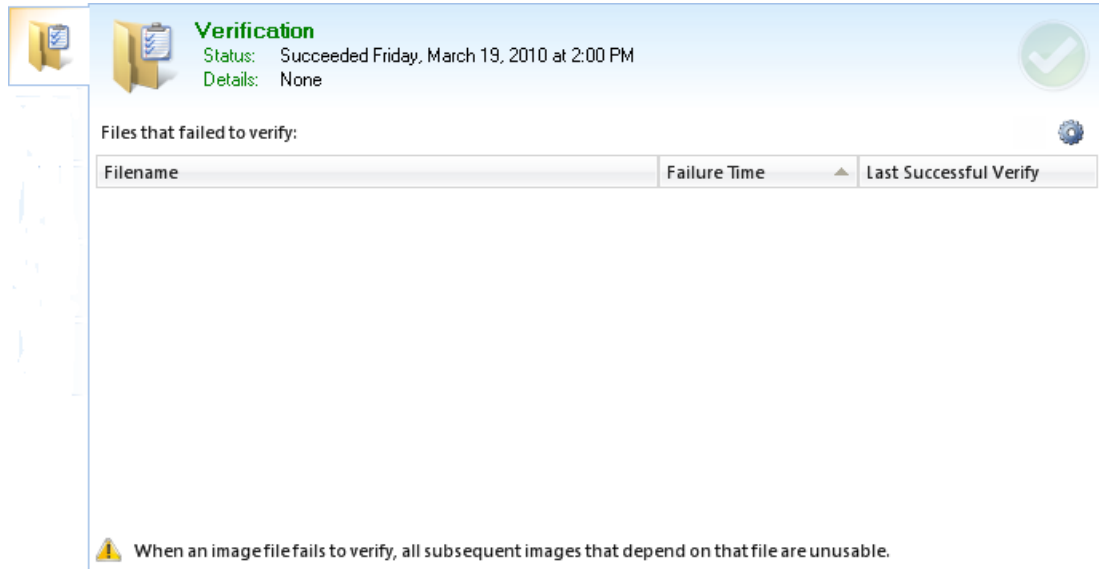 Verification
Status: Succeeded Friday, March 19, 2010 at 2:00 PM
Details: None
Files that failed to verify:
Filename Failure Time Last Successful Verify
When an image file fails to verify, all subsequent images that depend on that file are unusable.